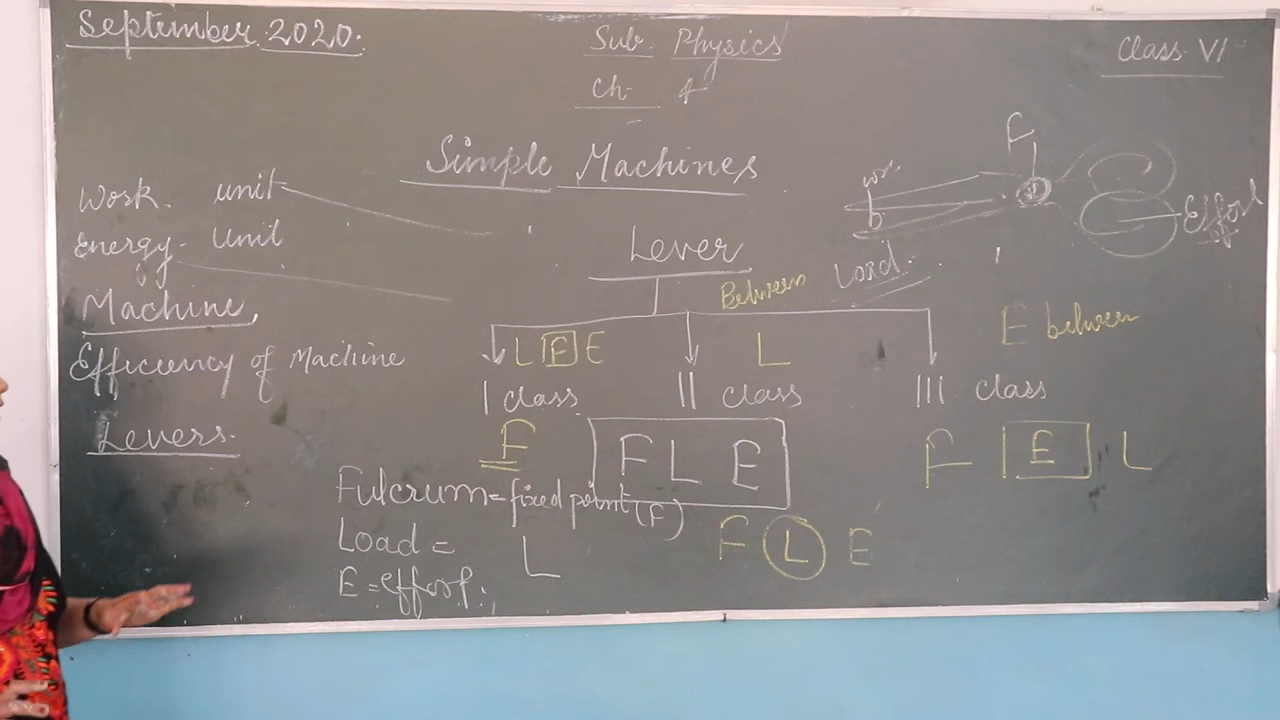 September 2020.
Sub. Physics
Class VI
Ch- 4
Simple Machines
F
Work. unit
Energy- Unit
Effort
Lever
Load.
Machine,
Between
E between
L F E
L
Efficiency of Machine
I class
II class
III class
Levers.
F
F L E
F E L
Fulcrum = fixed point (F)
Load = L
F L E
E = effort.